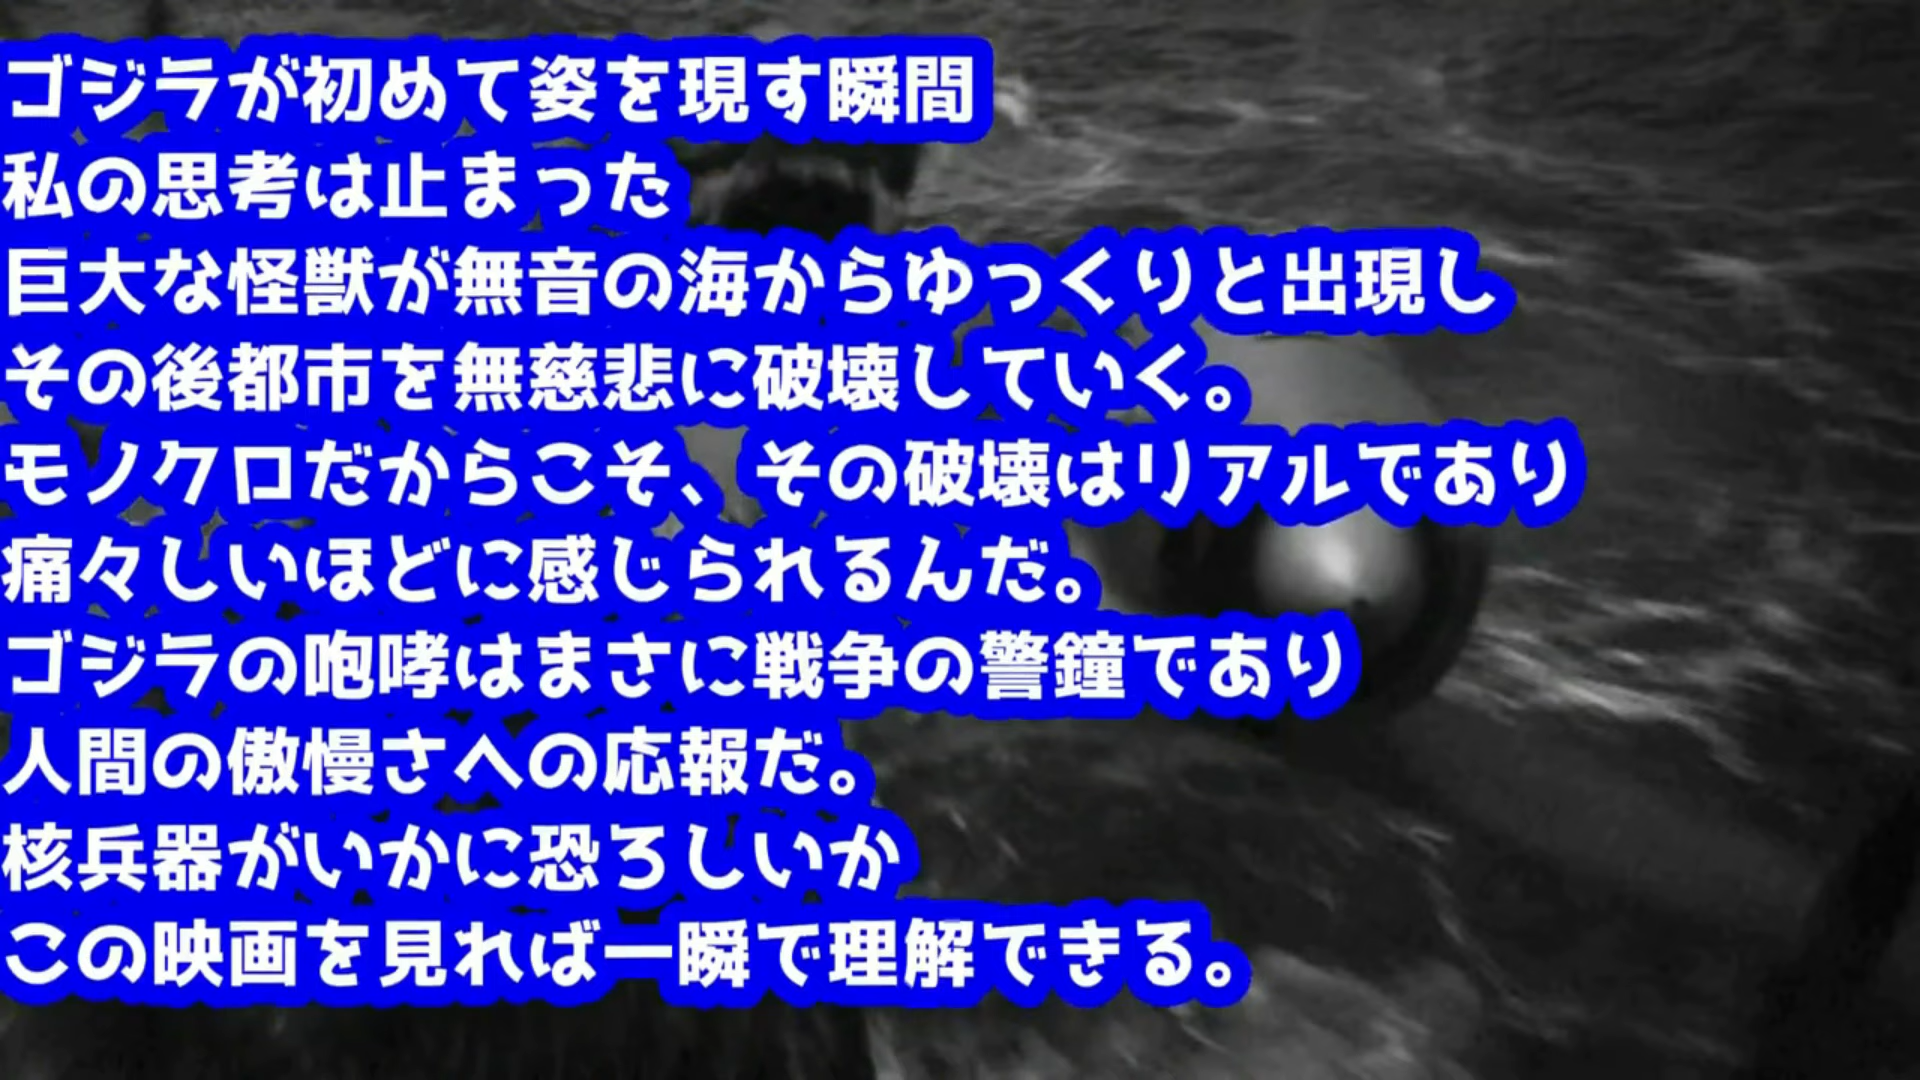 ゴジラが初めて姿を現す瞬間
私の思考は止まった
巨大な怪獣が無音の海からゆっくりと出現し
その後都市を無慈悲に破壊していく。
モノクロだからこそ、その破壊はリアルであり
痛々しいほどに感じられるんだ。
ゴジラの咆哮はまさに戦争の警鐘であり
人間の傲慢さへの応報だ。
核兵器がいかに恐ろしいか
この映画を見れば一瞬で理解できる。